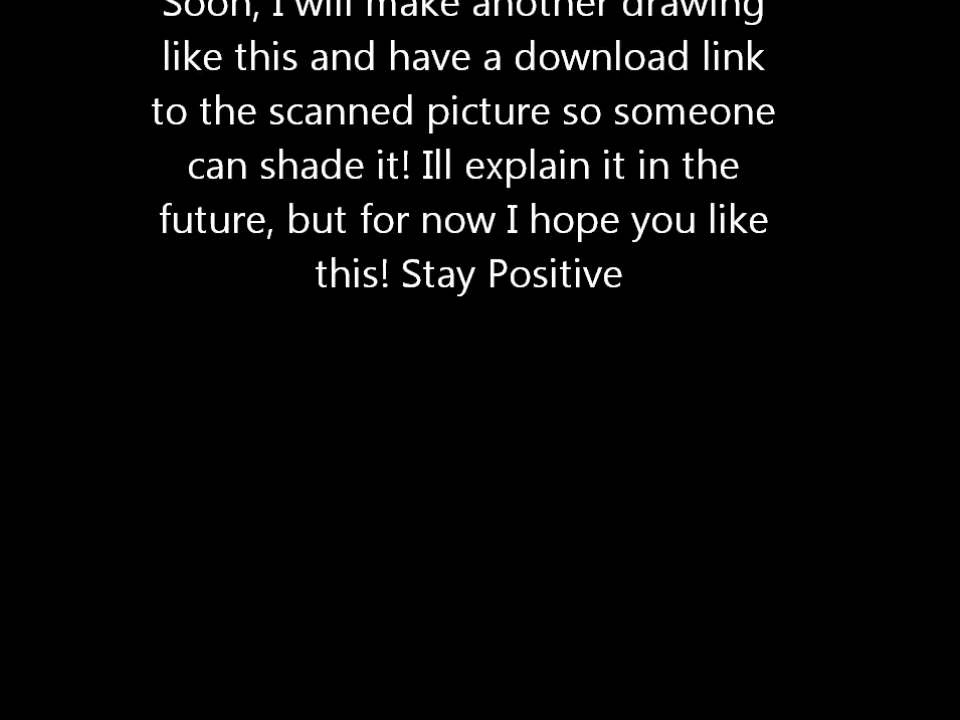 Soon, I will make another drawing
like this and have a download link
to the scanned picture so someone
can shade it! Ill explain it in the
future, but for now I hope you like
this! Stay Positive